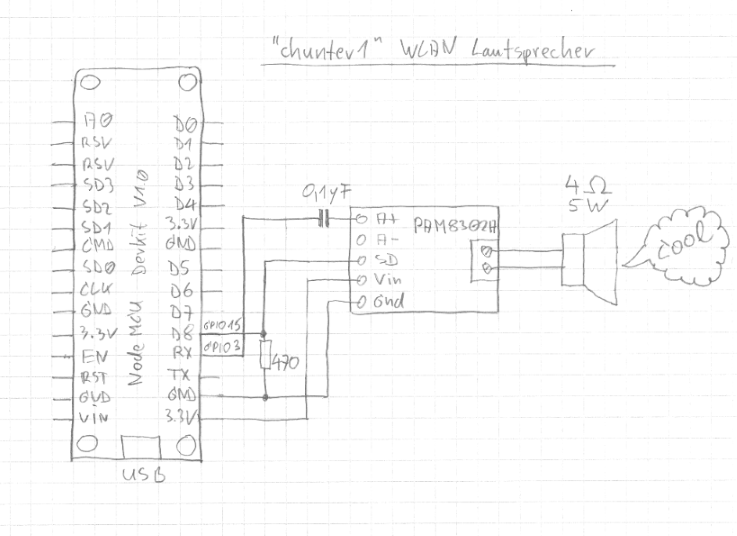 "chunter1" WLAN Lautsprecher
A0
RSV
RSV
SD3
SD2
SD1
CMD
SD0
CLK
GND
3.3V
EN
RST
GND
VIN
Node MCU Devkit V1.0
D0
D1
D2
D3
D4
3.3V
GND
D5
D6
D7
D8
RX
TX
GND
3.3V
USB
GPIO15
GPIO3
470
0,1µF
A+
A-
SD
Vin
Gnd
PAM8302A
4Ω
5W
COOL